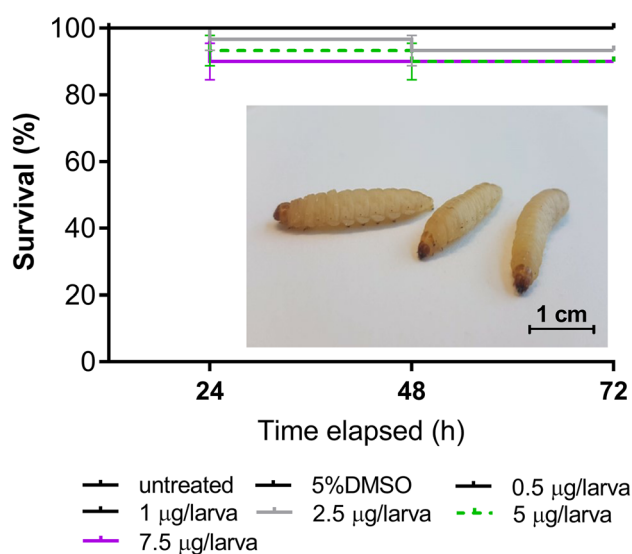 100
80
60
40
20
0
Survival (%)
1 cm
24 48 72
Time elapsed (h)
untreated 5%DMSO 0.5 μg/larva
1 μg/larva 2.5 μg/larva 5 μg/larva
7.5 μg/larva